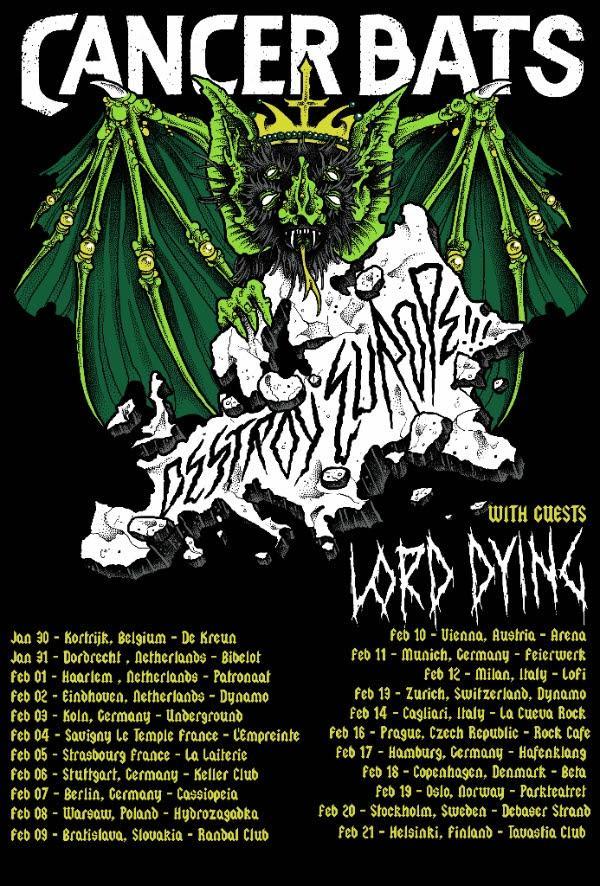 CANCER BATS
DESTROY EUROPE!!!
WITH GUESTS
LORD DYING
Jan 30 - Kortrijk, Belgium - De Kreun
Jan 31 - Dordrecht , Netherlands - Bibelot
Feb 01 - Haarlem , Netherlands - Patronaat
Feb 02 - Eindhoven, Netherlands - Dynamo
Feb 03 - Koln, Germany - Underground
Feb 04 - Savigny Le Temple France - L'Empreinte
Feb 05 - Strasbourg France - La Laiterie
Feb 06 - Stuttgart, Germany - Keller Club
Feb 07 - Berlin, Germany - Cassiopeia
Feb 08 - Warsaw, Poland - Hydrozagadka
Feb 09 - Bratislava, Slovakia - Randal Club
Feb 10 - Vienna, Austria - Arena
Feb 11 - Munich, Germany - Feierwerk
Feb 12 - Milan, Italy - LoFi
Feb 13 - Zurich, Switzerland, Dynamo
Feb 14 - Cagliari, Italy - La Cueva Rock
Feb 16 - Prague, Czech Republic - Rock Cafe
Feb 17 - Hamburg, Germany - Hafenklang
Feb 18 - Copenhagen, Denmark - Beta
Feb 19 - Oslo, Norway - Parkteatret
Feb 20 - Stockholm, Sweden - Debaser Strand
Feb 21 - Helsinki, Finland - Tavastia Club